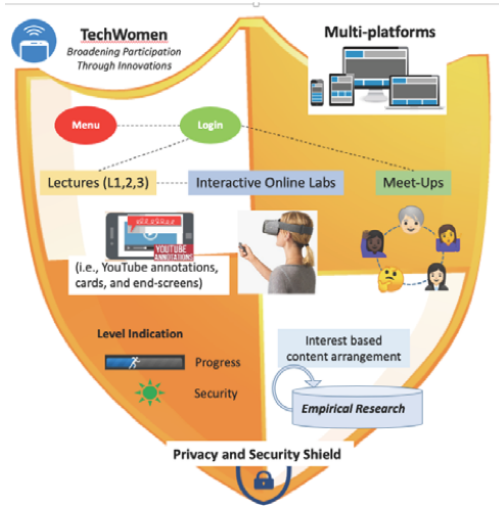 TechWomen
Broadening Participation
Through Innovations
Multi-platforms
Menu
Login
Lectures (L1,2,3)
Interactive Online Labs
Meet-Ups
YOUTUBE
ANNOTATIONS
(i.e., YouTube annotations,
cards, and end-screens)
Level Indication
Progress
Security
Interest based
content arrangement
Empirical Research
Privacy and Security Shield